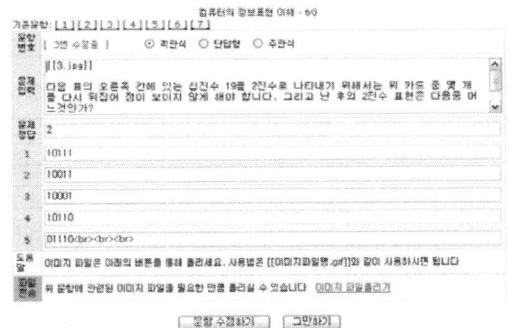 컴퓨터의 정보표현 이해 - 6G
기존문항: [1] [2] [3] [4] [5] [6] [7]
문항 번호 [ 3번 수정중 ] 객관식 단답형 주관식
[[3.jpg]]
다음 표의 오른쪽 칸에 있는 십진수 19를 2진수로 나타내기 위해서는 위 카드 중 몇 개
를 다시 뒤집어 점이 보이지 않게 해야 합니다. 그리고 난 후의 2진수 표현은 다음중 어
느것인가?
문제 정답 2
1 10111
2 10011
3 10001
4 10110
5 01110<br><br><br>
도움말 이미지 파일은 아래의 버튼를 통해 올리세요. 사용법은 [[이미지파일명.gif]]와 같이 사용하시면 됩니다
파일 전송 위 문항에 관련된 이미지 파일을 필요한 만큼 올리실 수 있습니다 이미지 파일올리기
문항 수정하기 그만하기